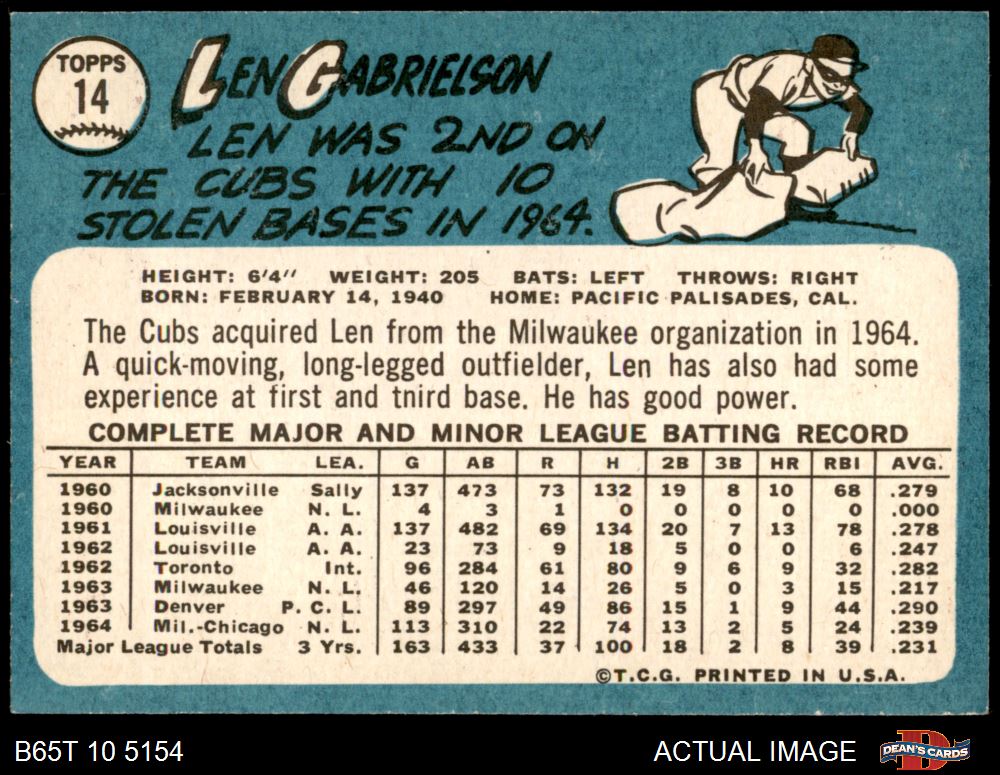 TOPPS
14
LEN GABRIELSON
LEN WAS 2ND ON
THE CUBS WITH 10
STOLEN BASES IN 1964.
HEIGHT: 6'4" WEIGHT: 205 BATS: LEFT THROWS: RIGHT
BORN: FEBRUARY 14, 1940 HOME: PACIFIC PALISADES, CAL.
The Cubs acquired Len from the Milwaukee organization in 1964.
A quick-moving, long-legged outfielder, Len has also had some
experience at first and tnird base. He has good power.
COMPLETE MAJOR AND MINOR LEAGUE BATTING RECORD
YEAR TEAM LEA. G AB R H 2B 3B HR RBI AVG.
1960 Jacksonville Sally 137 473 73 132 19 8 10 68 .279
1960 Milwaukee N. L. 4 3 1 0 0 0 0 0 .000
1961 Louisville A. A. 137 482 69 134 20 7 13 78 .278
1962 Louisville A. A. 23 73 9 18 5 0 0 6 .247
1962 Toronto Int. 96 284 61 80 9 6 9 32 .282
1963 Milwaukee N. L. 46 120 14 26 5 0 3 15 .217
1963 Denver P. C. L. 89 297 49 86 15 1 9 44 .290
1964 Mil.-Chicago N. L. 113 310 22 74 13 2 5 24 .239
Major League Totals 3 Yrs. 163 433 37 100 18 2 8 39 .231
©T.C.G. PRINTED IN U.S.A.
B65T 10 5154 ACTUAL IMAGE DEAN'S CARDS